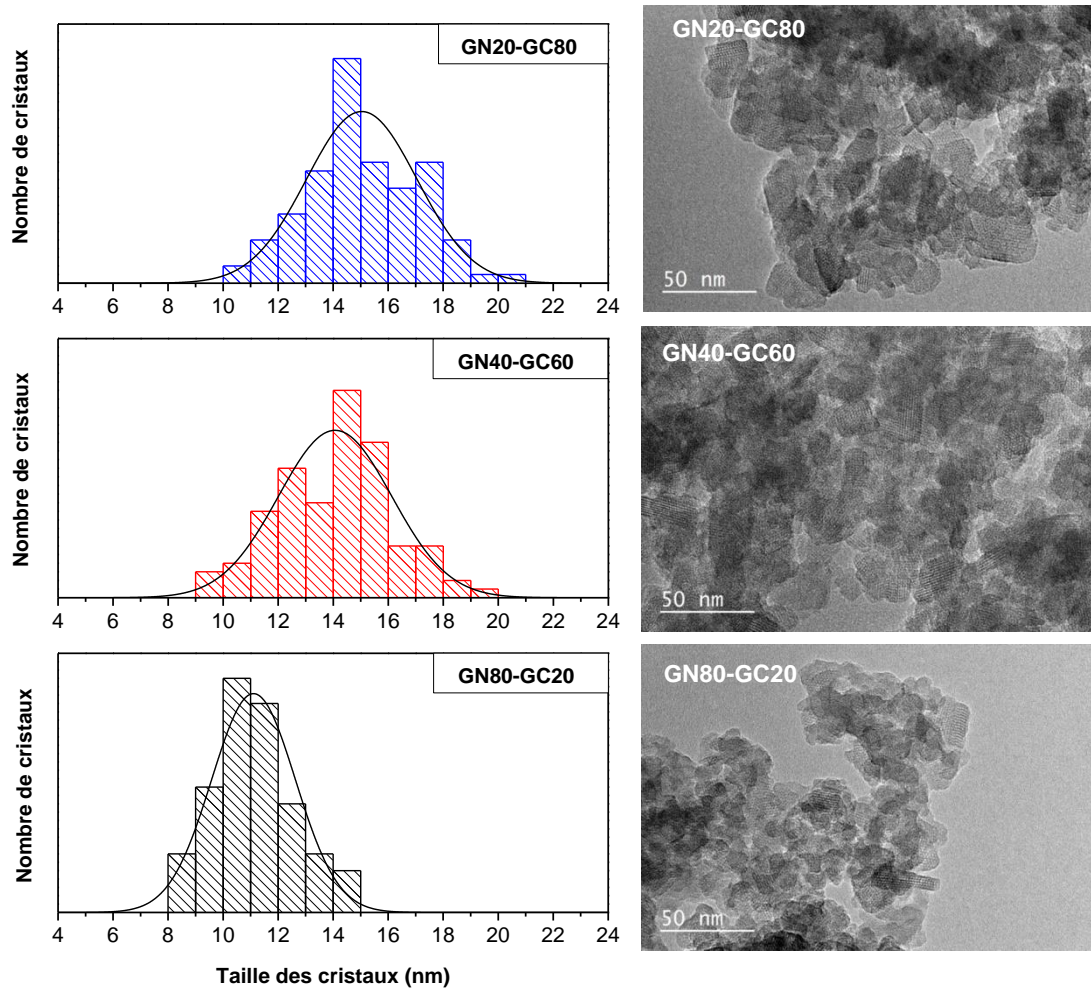 GN20-GC80
Nombre de cristaux
4 6 8 10 12 14 16 18 20 22 24
GN20-GC80
50 nm
GN40-GC60
Nombre de cristaux
4 6 8 10 12 14 16 18 20 22 24
GN40-GC60
50 nm
GN80-GC20
Nombre de cristaux
4 6 8 10 12 14 16 18 20 22 24
Taille des cristaux (nm)
GN80-GC20
50 nm